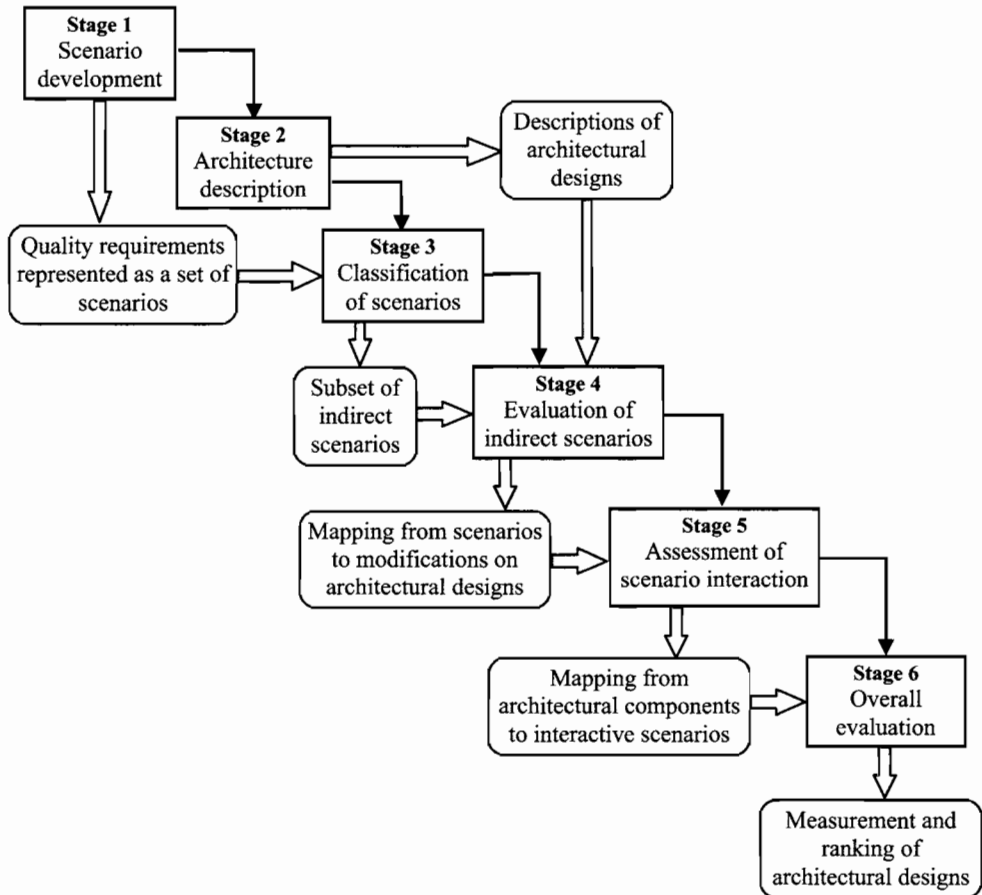 Stage 1
Scenario
development
Stage 2
Architecture
description
Descriptions of
architectural
designs
Quality requirements
represented as a set of
scenarios
Stage 3
Classification
of scenarios
Subset of
indirect
scenarios
Stage 4
Evaluation of
indirect scenarios
Mapping from scenarios
to modifications on
architectural designs
Stage 5
Assessment of
scenario interaction
Mapping from
architectural components
to interactive scenarios
Stage 6
Overall
evaluation
Measurement and
ranking of
architectural designs